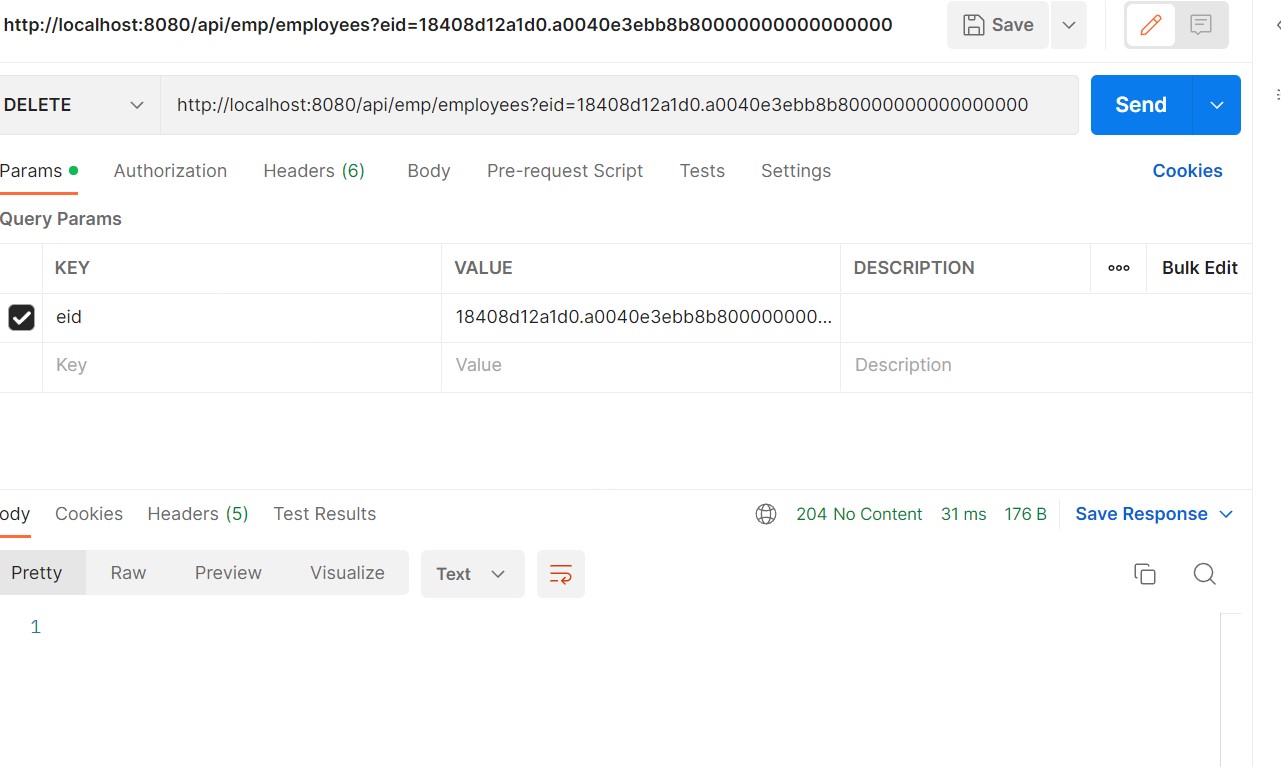 http://localhost:8080/api/emp/employees?eid=18408d12a1d0.a0040e3ebb8b80000000000000000
Save
DELETE
http://localhost:8080/api/emp/employees?eid=18408d12a1d0.a0040e3ebb8b80000000000000000
Send
Params Authorization Headers (6) Body Pre-request Script Tests Settings Cookies
Query Params
KEY VALUE DESCRIPTION Bulk Edit
eid 18408d12a1d0.a0040e3ebb8b800000000...
Key Value Description
ody Cookies Headers (5) Test Results 204 No Content 31 ms 176 B Save Response
Pretty Raw Preview Visualize Text
1